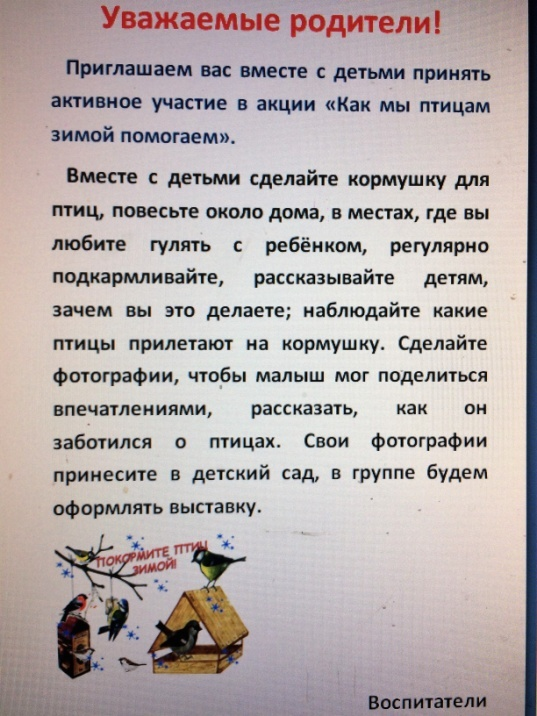 Уважаемые родители!
Приглашаем вас вместе с детьми принять
активное участие в акции «Как мы птицам
зимой помогаем».
Вместе с детьми сделайте кормушку для
птиц, повесьте около дома, в местах, где вы
любите гулять с ребёнком, регулярно
подкармливайте, рассказывайте детям,
зачем вы это делаете; наблюдайте какие
птицы прилетают на кормушку. Сделайте
фотографии, чтобы малыш мог поделиться
впечатлениями, рассказать, как он
заботился о птицах. Свои фотографии
принесите в детский сад, в группе будем
оформлять выставку.
ПОКОРМИТЕ ПТИЦ
ЗИМОЙ!
Воспитатели